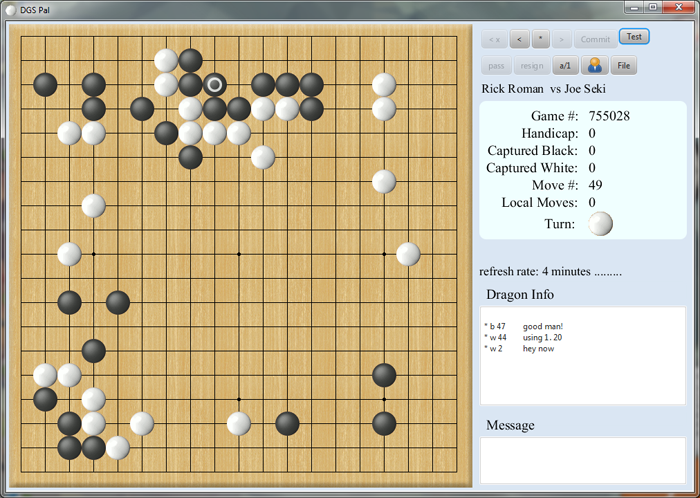 DGS Pal
< x < * > Commit Test
pass resign a/1 File
Rick Roman vs Joe Seki
Game #: 755028
Handicap: 0
Captured Black: 0
Captured White: 0
Move #: 49
Local Moves: 0
Turn:
refresh rate: 4 minutes .........
Dragon Info
* b 47 good man!
* w 44 using 1. 20
* w 2 hey now
Message